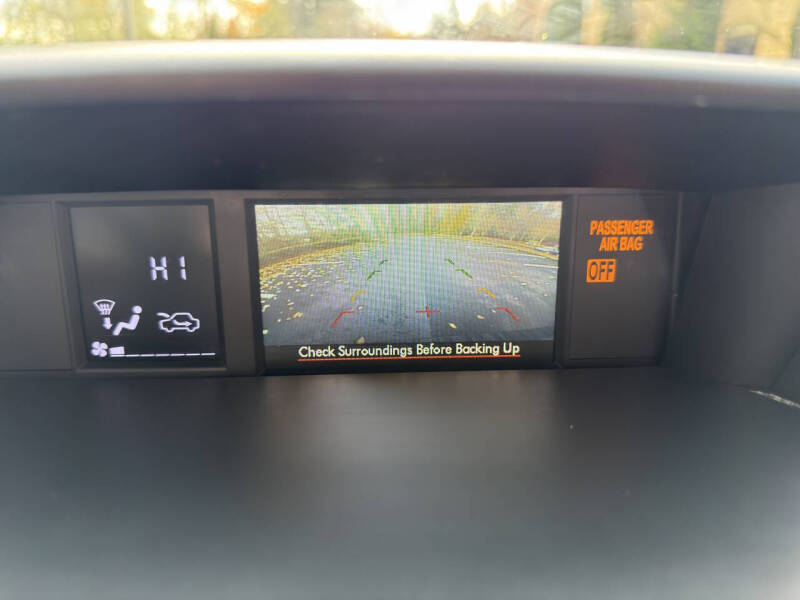 HI
Check Surroundings Before Backing Up
PASSENGER
AIR BAG
OFF